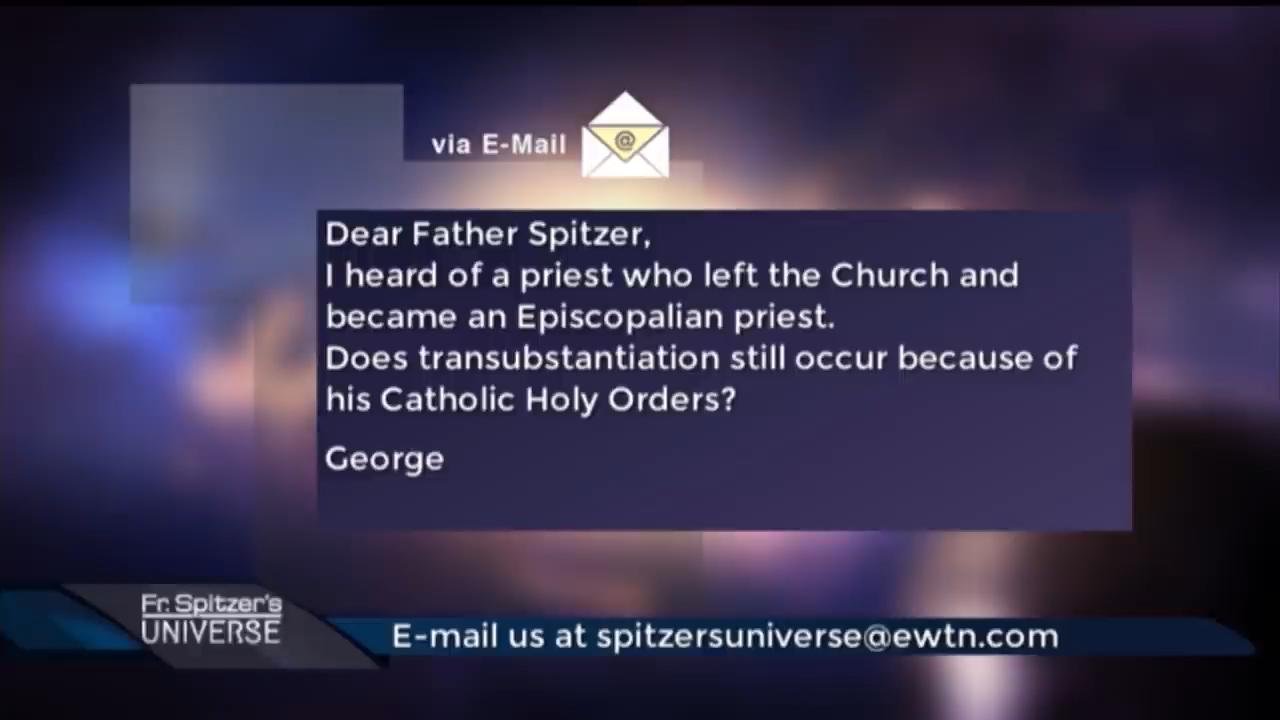 via E-Mail
@
Dear Father Spitzer,
I heard of a priest who left the Church and
became an Episcopalian priest.
Does transubstantiation still occur because of
his Catholic Holy Orders?
George
Fr. Spitzer's
UNIVERSE
E-mail us at spitzersuniverse@ewtn.com